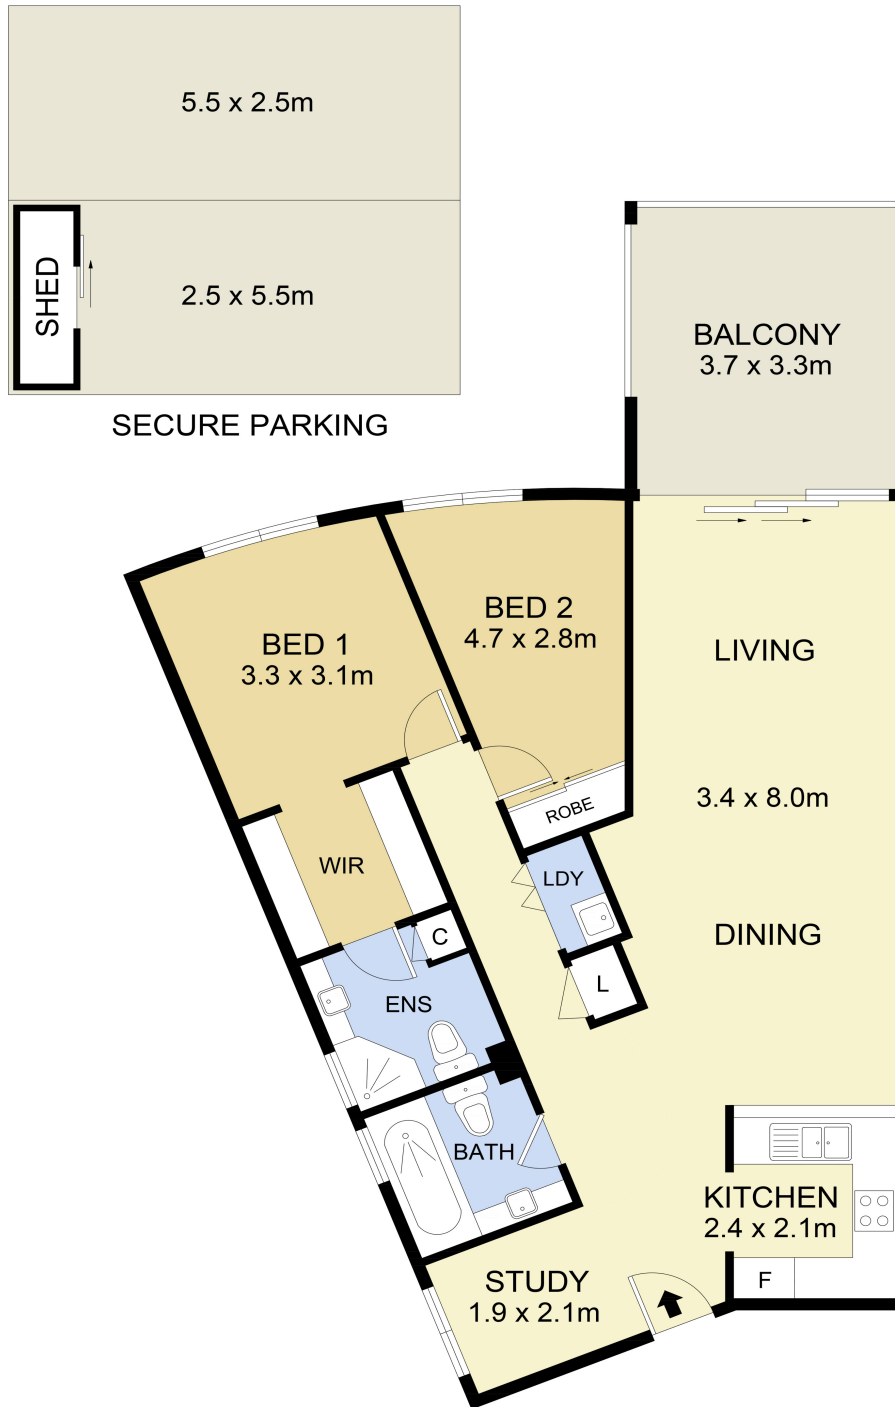 5.5 x 2.5m
SHED
2.5 x 5.5m
SECURE PARKING
BALCONY
3.7 x 3.3m
BED 1
3.3 x 3.1m
BED 2
4.7 x 2.8m
LIVING
3.4 x 8.0m
ROBE
WIR
LDY
C
DINING
L
ENS
BATH
KITCHEN
2.4 x 2.1m
F
STUDY
1.9 x 2.1m